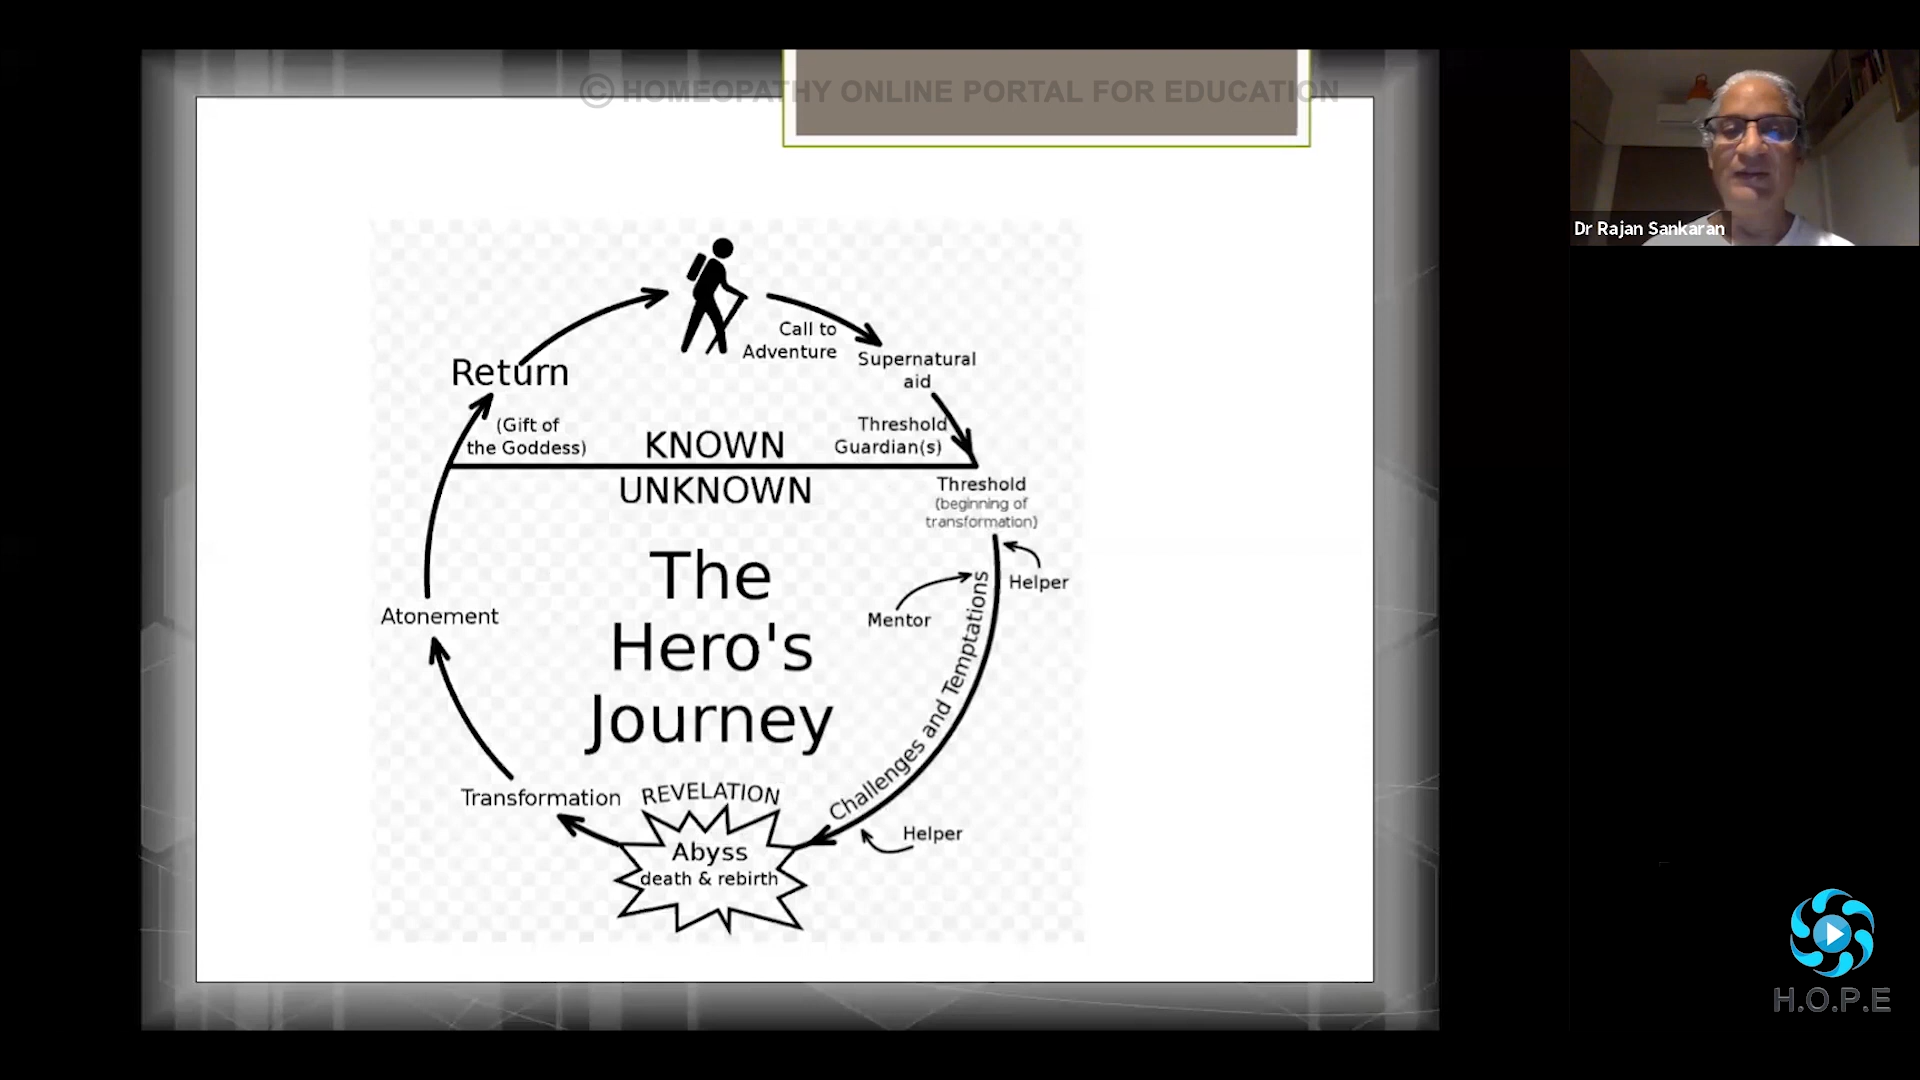 © HOMEOPATHY ONLINE PORTAL FOR EDUCATION
Dr Rajan Sankaran
Call to
Adventure
Supernatural
aid
Return
(Gift of
the Goddess)
KNOWN
Threshold
Guardian(s)
UNKNOWN
Threshold
(beginning of
transformation)
Helper
Mentor
Challenges and Temptations
The
Hero's
Journey
Atonement
Transformation
REVELATION
Abyss
death & rebirth
Helper
H.O.P.E